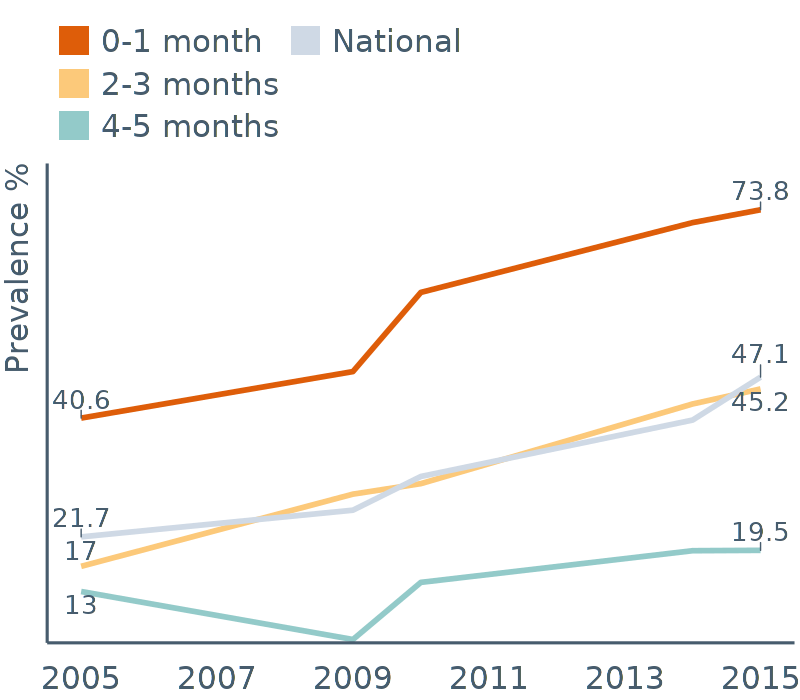 0-1 month
National
2-3 months
4-5 months
Prevalence %
73.8
47.1
40.6
45.2
21.7
19.5
17
13
2005 2007 2009 2011 2013 2015